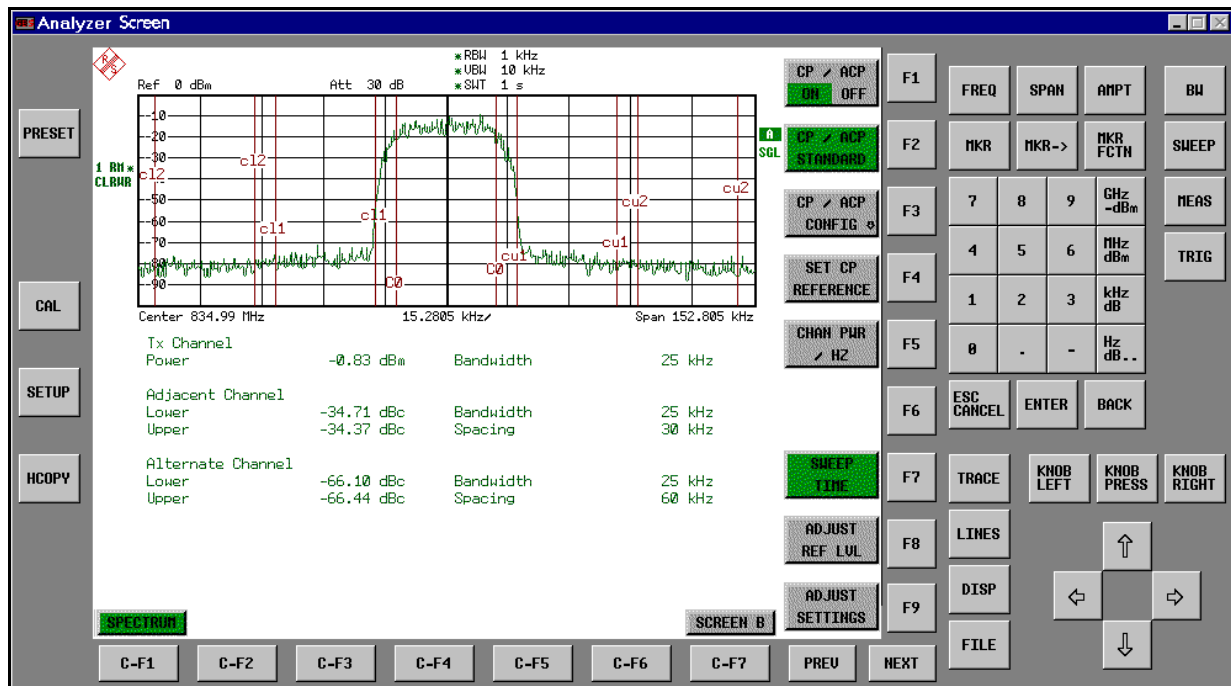 Analyzer Screen
R S
*RBW 1 kHz
*VBW 10 kHz
Ref 0 dBm Att 30 dB *SWT 1 s
-10
-20
-30
-50
-60
-70
-80
-90
A
SGL
1 RM *
CLRWR
cl2
cl2
cl1
cl1
C0
C0
cu1
cu1
cu2
cu2
Center 834.99 MHz 15.2805 kHz/ Span 152.805 kHz
Tx Channel
Power -0.83 dBm Bandwidth 25 kHz
Adjacent Channel
Lower -34.71 dBc Bandwidth 25 kHz
Upper -34.37 dBc Spacing 30 kHz
Alternate Channel
Lower -66.10 dBc Bandwidth 25 kHz
Upper -66.44 dBc Spacing 60 kHz
SPECTRUM
SCREEN B
PRESET
CAL
SETUP
HCOPY
CP / ACP
ON OFF
CP / ACP
STANDARD
CP / ACP
CONFIG
SET CP
REFERENCE
CHAN PWR
/ HZ
SWEEP
TIME
ADJUST
REF LVL
ADJUST
SETTINGS
F1
F2
F3
F4
F5
F6
F7
F8
F9
FREQ SPAN AMPT BW
MKR MKR-> MKR
FCTN
SWEEP
7 8 9 GHz
-dBm
MEAS
4 5 6 MHz
dBm
TRIG
1 2 3 kHz
dB
0 . - Hz
dB..
ESC
CANCEL
ENTER BACK
TRACE
KNOB
LEFT
KNOB
PRESS
KNOB
RIGHT
LINES
DISP
FILE
C-F1 C-F2 C-F3 C-F4 C-F5 C-F6 C-F7 PREV NEXT